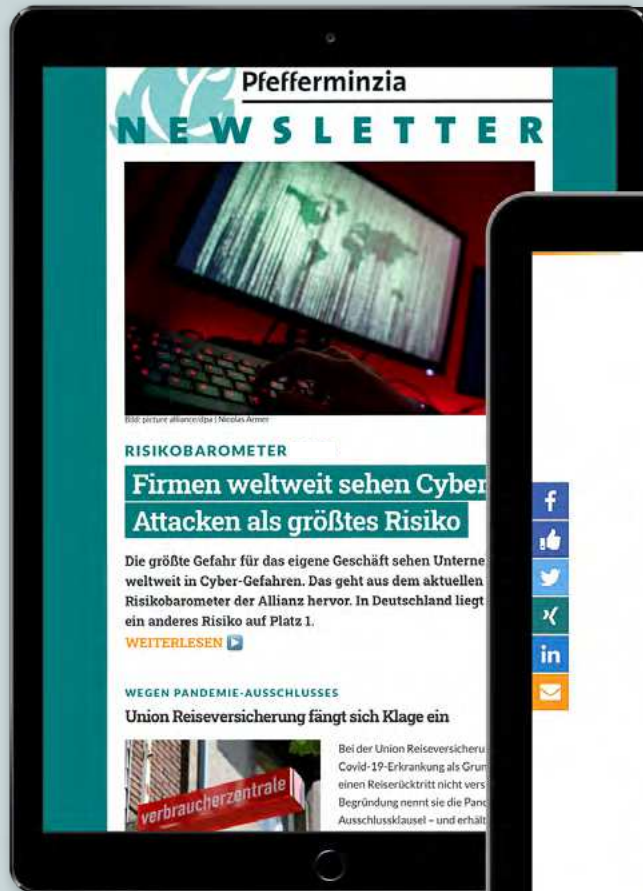 Pfefferminzia
NEWSLETTER
Bild: picture alliance/dpa | Nicolas Armer
RISIKOBAROMETER
Firmen weltweit sehen Cyber
Attacken als größtes Risiko
Die größte Gefahr für das eigene Geschäft sehen Unterne
weltweit in Cyber-Gefahren. Das geht aus dem aktuellen
Risikobarometer der Allianz hervor. In Deutschland liegt
ein anderes Risiko auf Platz 1.
WEITERLESEN
WEGEN PANDEMIE-AUSSCHLUSSES
Union Reiseversicherung fängt sich Klage ein
verbraucherzentrale
Bei der Union Reiseversicheru
Covid-19-Erkrankung als Grun
einen Reiserücktritt nicht vers
Begründung nennt sie die Pand
Ausschlussklausel – und erhält